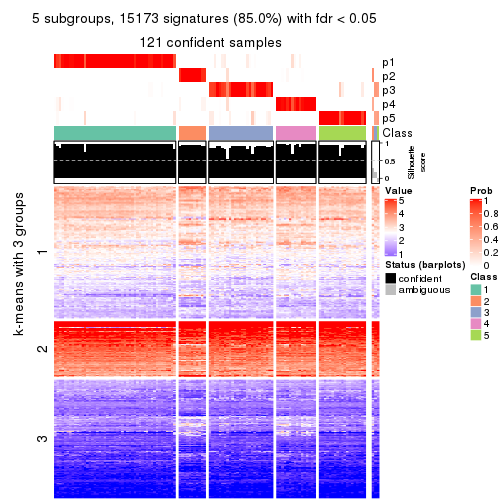 5 subgroups, 15173 signatures (85.0%) with fdr < 0.05
121 confident samples
p1
p2
p3
p4
p5
Class
1
0.5
0
Silhouette
score
k-means with 3 groups
1
2
3
Value
5
4
3
2
1
Status (barplots)
confident
ambiguous
Prob
1
0.8
0.6
0.4
0.2
0
Class
1
2
3
4
5